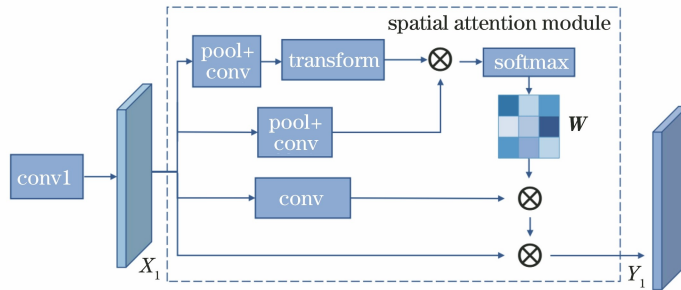 spatial attention module
pool+
conv
transform
softmax
pool+
conv
W
conv1
conv
X1
Y1